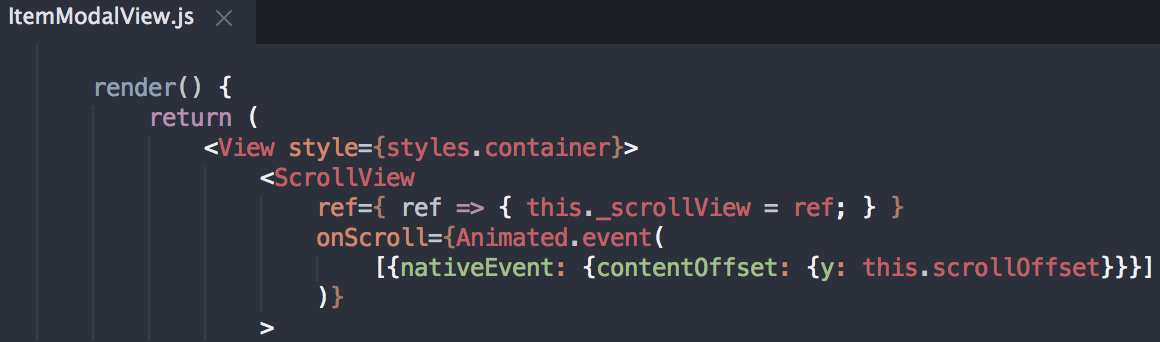 ItemModalView.js ×
render() {
return (
<View style={styles.container}>
<ScrollView
ref={ ref => { this._scrollView = ref; } }
onScroll={Animated.event(
[{nativeEvent: {contentOffset: {y: this.scrollOffset}}}]
)}
>